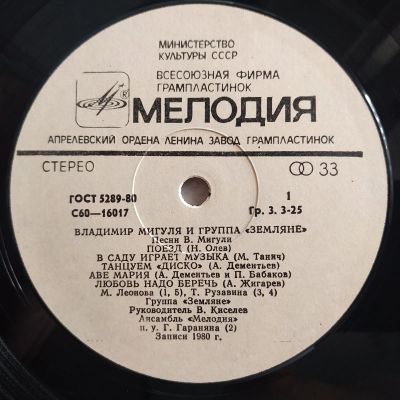 МИНИСТЕРСТВО
КУЛЬТУРЫ СССР
ВСЕСОЮЗНАЯ ФИРМА
ГРАМПЛАСТИНОК
МЕЛОДИЯ
АПРЕЛЕВСКИЙ ОРДЕНА ЛЕНИНА ЗАВОД ГРАМПЛАСТИНОК
СТЕРЕО 33
ГОСТ 5289-80 1
С60—16017 Гр. 3. 3-25
ВЛАДИМИР МИГУЛЯ И ГРУППА «ЗЕМЛЯНЕ»
Песни В. Мигули
ПОЕЗД (Н. Олев)
В САДУ ИГРАЕТ МУЗЫКА (М. Танич)
ТАНЦУЕМ «ДИСКО» (А. Дементьев)
АВЕ МАРИЯ (А. Дементьев и П. Бабаков)
ЛЮБОВЬ НАДО БЕРЕЧЬ (А. Жигарев)
М. Леонова (1, 5), Т. Рузавина (3, 4)
Группа «Земляне»
Руководитель В. Киселев
Ансамбль «Мелодия»
п. у. Г. Гараняна (2)
Записи 1980 г.